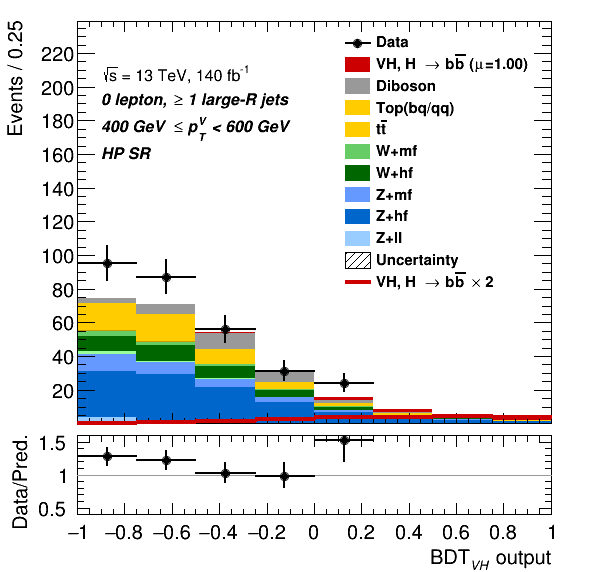 Events / 0.25
220
200
180
160
140
120
100
80
60
40
20
√s = 13 TeV, 140 fb⁻¹
0 lepton, ≥ 1 large-R jets
400 GeV ≤ p_T^V < 600 GeV
HP SR
Data
VH, H → bb̅ (μ=1.00)
Diboson
Top(bq/qq)
tt̅
W+mf
W+hf
Z+mf
Z+hf
Z+ll
Uncertainty
VH, H → bb̅ × 2
Data/Pred.
1.5
1
0.5
−1 −0.8 −0.6 −0.4 −0.2 0 0.2 0.4 0.6 0.8 1
BDT_VH output